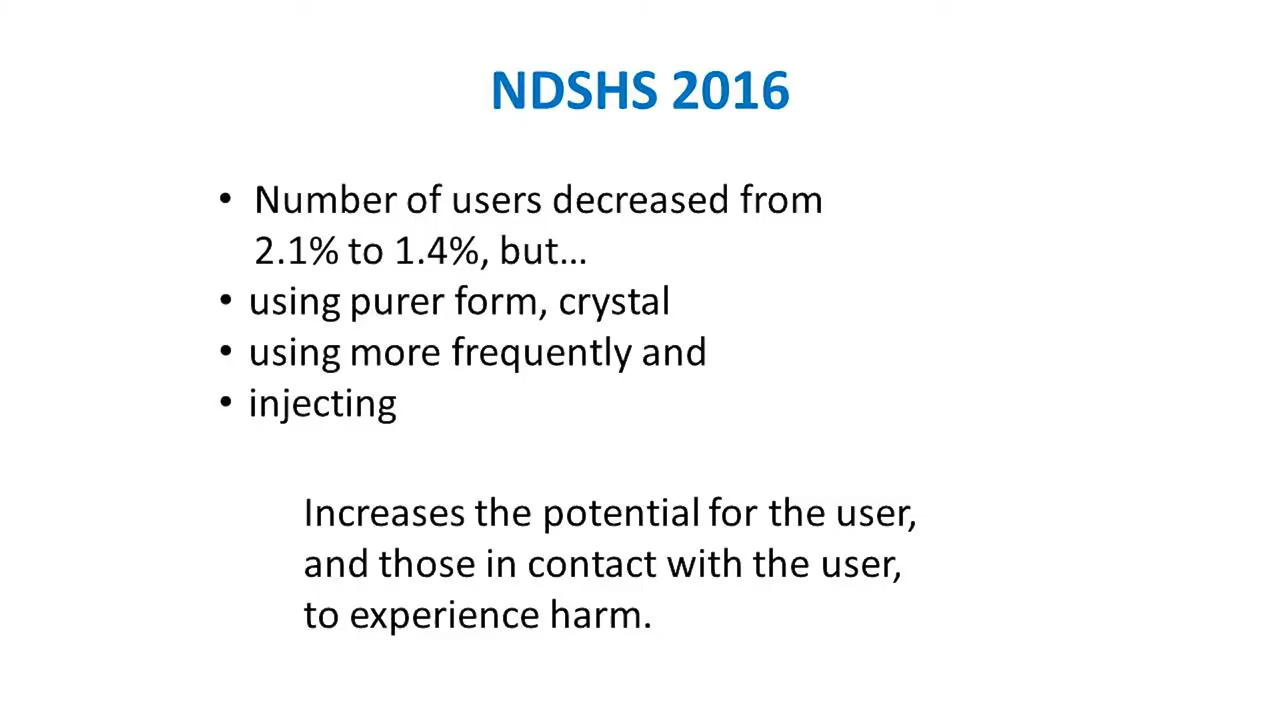 NDSHS 2016
• Number of users decreased from
2.1% to 1.4%, but...
• using purer form, crystal
• using more frequently and
• injecting
Increases the potential for the user,
and those in contact with the user,
to experience harm.